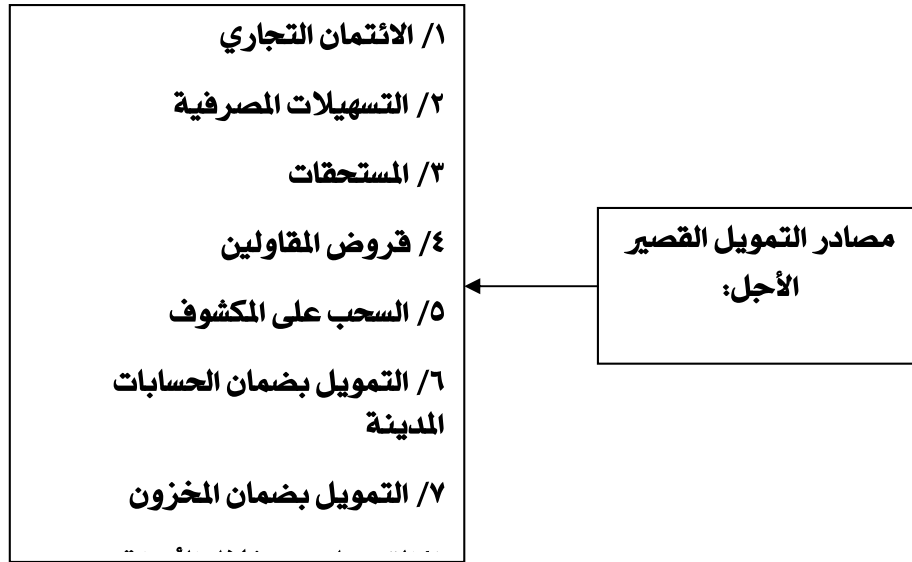 مصادر التمويل القصير
الأجل:
١/ الائتمان التجاري
٢/ التسهيلات المصرفية
٣/ المستحقات
٤/ قروض المقاولين
٥/ السحب على المكشوف
٦/ التمويل بضمان الحسابات
المدينة
٧/ التمويل بضمان المخزون